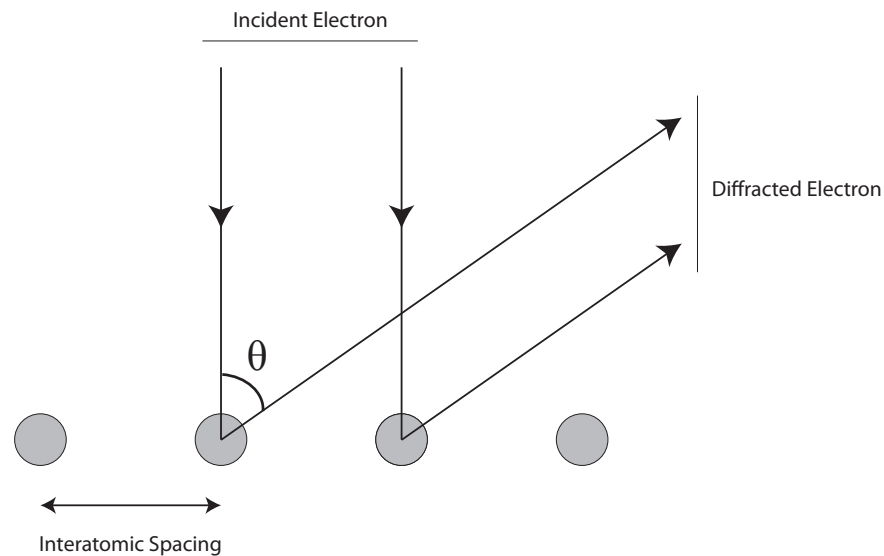 Incident Electron
Diffracted Electron
θ
Interatomic Spacing